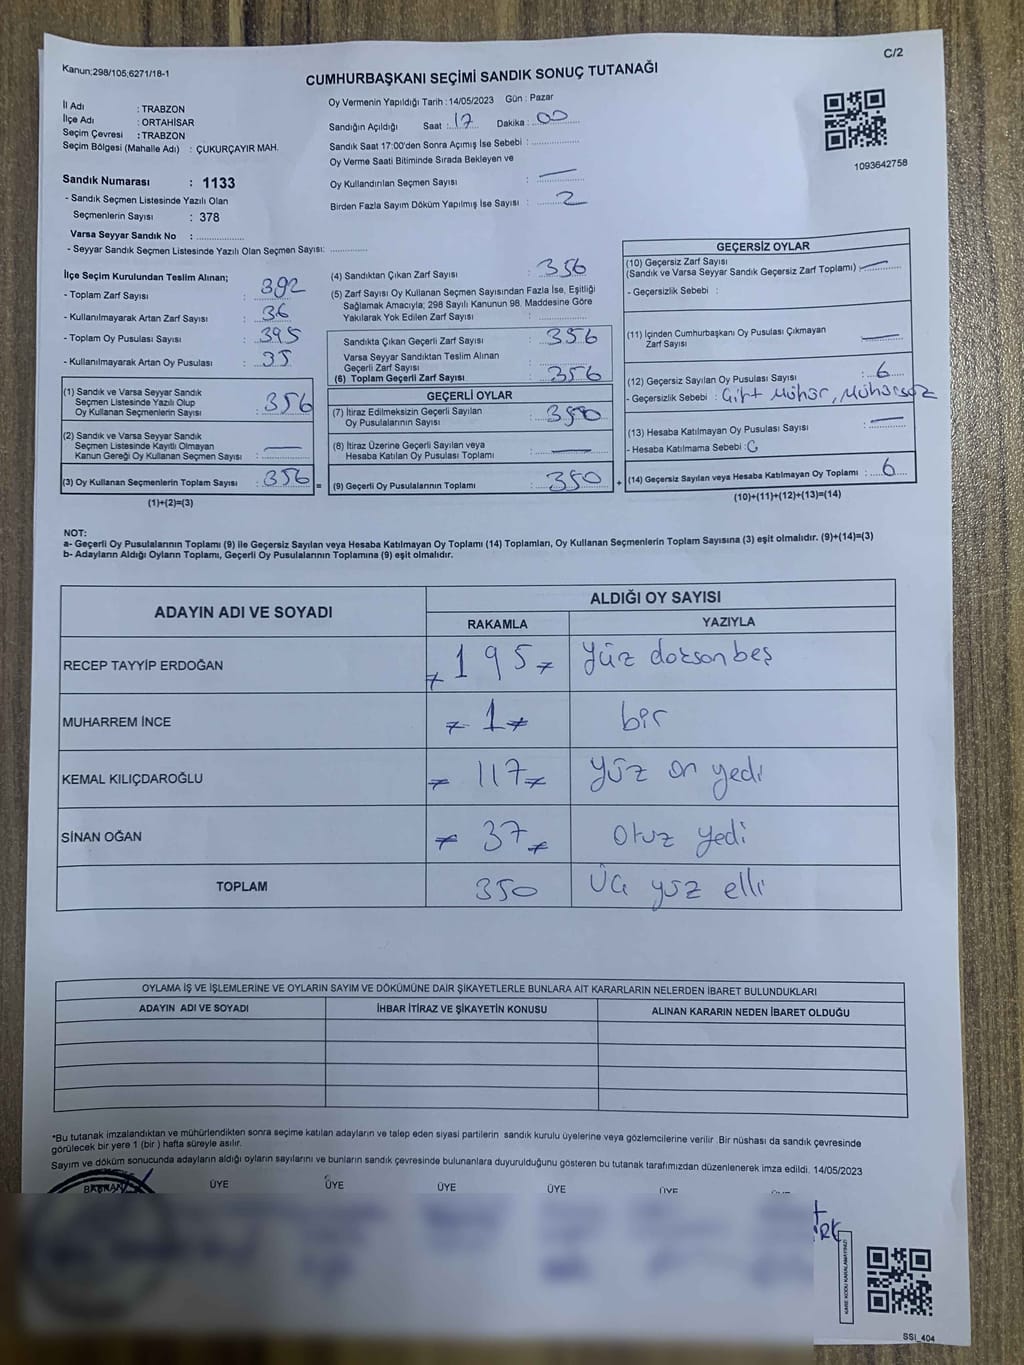 C/2
Kanun;298/105,6271/18-1
CUMHURBAŞKANI SEÇİMİ SANDIK SONUÇ TUTANAĞI
İl Adı : TRABZON
İlçe Adı : ORTAHİSAR
Seçim Çevresi : TRABZON
Seçim Bölgesi (Mahalle Adı) : ÇUKURÇAYIR MAH.
Oy Vermenin Yapıldığı Tarih : 14/05/2023 Gün : Pazar
Sandığın Açıldığı Saat : 17 Dakika : 00
Sandık Saat 17:00'den Sonra Açılmış İse Sebebi :
Oy Verme Saati Bitiminde Sırada Bekleyen ve
Oy Kullandırılan Seçmen Sayısı : —
Birden Fazla Sayım Döküm Yapılmış İse Sayısı : 2
1093642758
Sandık Numarası : 1133
- Sandık Seçmen Listesinde Yazılı Olan
Seçmenlerin Sayısı : 378
Varsa Seyyar Sandık No :
- Seyyar Sandık Seçmen Listesinde Yazılı Olan Seçmen Sayısı:
İlçe Seçim Kurulundan Teslim Alınan;
- Toplam Zarf Sayısı : 392
- Kullanılmayarak Artan Zarf Sayısı : 36
- Toplam Oy Pusulası Sayısı : 395
- Kullanılmayarak Artan Oy Pusulası : 35
(1) Sandık ve Varsa Seyyar Sandık
Seçmen Listesinde Yazılı Olup
Oy Kullanan Seçmenlerin Sayısı : 356
(2) Sandık ve Varsa Seyyar Sandık
Seçmen Listesinde Kayıtlı Olmayan
Kanun Gereği Oy Kullanan Seçmen Sayısı : —
(3) Oy Kullanan Seçmenlerin Toplam Sayısı : 356 =
(1)+(2)=(3)
(4) Sandıktan Çıkan Zarf Sayısı : 356
(5) Zarf Sayısı Oy Kullanan Seçmen Sayısından Fazla İse, Eşitliği
Sağlamak Amacıyla; 298 Sayılı Kanunun 98. Maddesine Göre
Yakılarak Yok Edilen Zarf Sayısı :
Sandıkta Çıkan Geçerli Zarf Sayısı : 356
Varsa Seyyar Sandıktan Teslim Alınan
Geçerli Zarf Sayısı :
(6) Toplam Geçerli Zarf Sayısı : 356
GEÇERLİ OYLAR
(7) İtiraz Edilmeksizin Geçerli Sayılan
Oy Pusulalarının Sayısı : 350
(8) İtiraz Üzerine Geçerli Sayılan veya
Hesaba Katılan Oy Pusulası Toplamı : —
(9) Geçerli Oy Pusulalarının Toplamı : 350 +
GEÇERSİZ OYLAR
(10) Geçersiz Zarf Sayısı
(Sandık ve Varsa Seyyar Sandık Geçersiz Zarf Toplamı) —
- Geçersizlik Sebebi :
(11) İçinden Cumhurbaşkanı Oy Pusulası Çıkmayan
Zarf Sayısı —
(12) Geçersiz Sayılan Oy Pusulası Sayısı : 6
- Geçersizlik Sebebi : Çift Mühür, Mühürsüz
(13) Hesaba Katılmayan Oy Pusulası Sayısı : —
- Hesaba Katılmama Sebebi :
(14) Geçersiz Sayılan veya Hesaba Katılmayan Oy Toplamı : 6
(10)+(11)+(12)+(13)=(14)
NOT:
a- Geçerli Oy Pusulalarının Toplamı (9) ile Geçersiz Sayılan veya Hesaba Katılmayan Oy Toplamı (14) Toplamları, Oy Kullanan Seçmenlerin Toplam Sayısına (3) eşit olmalıdır. (9)+(14)=(3)
b- Adayların Aldığı Oyların Toplamı, Geçerli Oy Pusulalarının Toplamına (9) eşit olmalıdır.
ADAYIN ADI VE SOYADI ALDIĞI OY SAYISI
RAKAMLA YAZIYLA
RECEP TAYYİP ERDOĞAN 195 Yüz doksan beş
MUHARREM İNCE 1 bir
KEMAL KILIÇDAROĞLU 117 Yüz on yedi
SİNAN OĞAN 37 Otuz yedi
TOPLAM 350 Üç yüz elli
OYLAMA İŞ VE İŞLEMLERİNE VE OYLARIN SAYIM VE DÖKÜMÜNE DAİR ŞİKAYETLERLE BUNLARA AİT KARARLARIN NELERDEN İBARET BULUNDUKLARI
ADAYIN ADI VE SOYADI İHBAR İTİRAZ VE ŞİKAYETİN KONUSU ALINAN KARARIN NEDEN İBARET OLDUĞU
*Bu tutanak imzalandıktan ve mühürlendikten sonra seçime katılan adayların ve talep eden siyasi partilerin sandık kurulu üyelerine veya gözlemcilerine verilir .Bir nüshası da sandık çevresinde
görülecek bir yere 1 (bir ) hafta süreyle asılır.
Sayım ve döküm sonucunda adayların aldığı oyların sayılarını ve bunların sandık çevresinde bulunanlara duyurulduğunu gösteren bu tutanak tarafımızdan düzenlenerek imza edildi. 14/05/2023
BAŞKAN ÜYE ÜYE ÜYE ÜYE ÜYE
KARE KODU KARALAMAYINIZ!
SSI_404